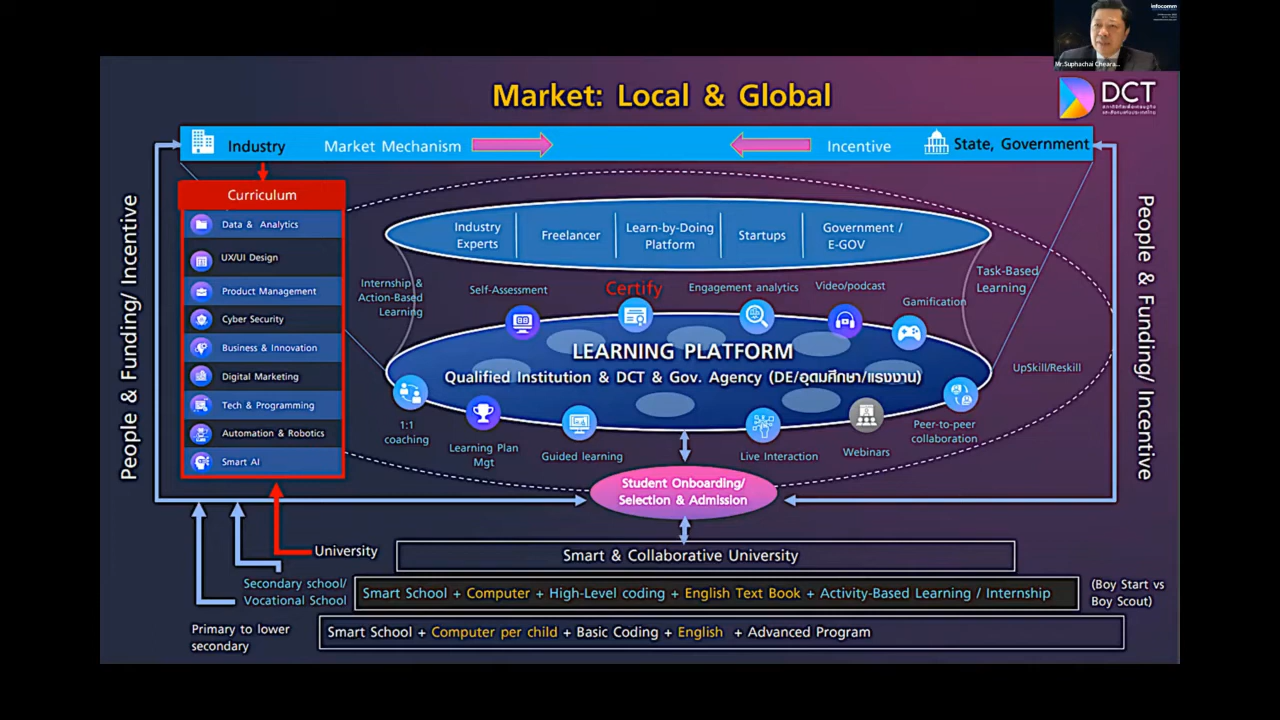 infocomm
Mr.Suphachai Cheara...
Market: Local & Global
DCT
Industry
Market Mechanism
Incentive
State, Government
People & Funding/ Incentive
People & Funding/ Incentive
Curriculum
Data & Analytics
UX/UI Design
Product Management
Cyber Security
Business & Innovation
Digital Marketing
Tech & Programming
Automation & Robotics
Smart AI
Industry
Experts
Freelancer
Learn-by-Doing
Platform
Startups
Government /
E-GOV
Internship &
Action-Based
Learning
Task-Based
Learning
Self-Assessment
Certify
Engagement analytics
Video/podcast
Gamification
LEARNING PLATFORM
Qualified Institution & DCT & Gov. Agency (DE/อุดมศึกษา/แรงงาน)
UpSkill/Reskill
1:1
coaching
Learning Plan
Mgt
Guided learning
Live Interaction
Webinars
Peer-to-peer
collaboration
Student Onboarding/
Selection & Admission
University
Smart & Collaborative University
Secondary school/
Vocational School
Smart School + Computer + High-Level coding + English Text Book + Activity-Based Learning / Internship
(Boy Start vs
Boy Scout)
Primary to lower
secondary
Smart School + Computer per child + Basic Coding + English + Advanced Program